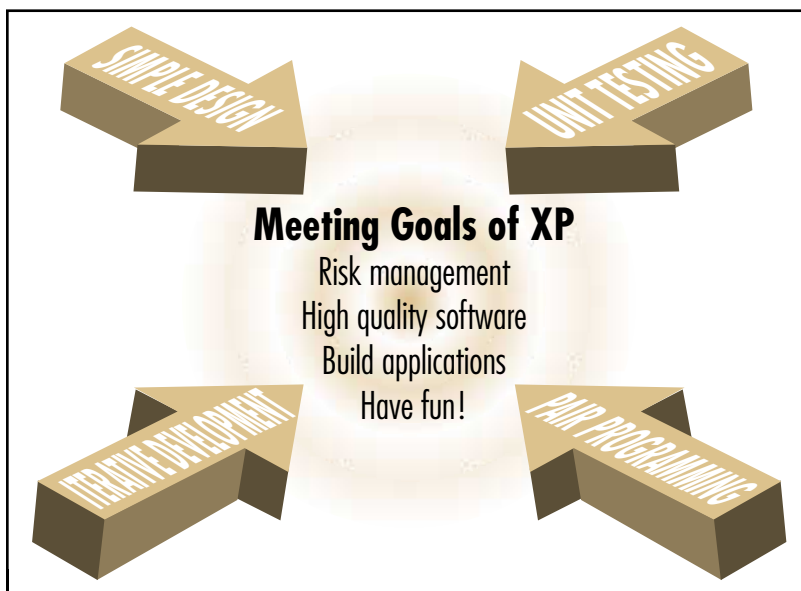 SIMPLE DESIGN
UNIT TESTING
Meeting Goals of XP
Risk management
High quality software
Build applications
Have fun!
ITERATIVE DEVELOPMENT
PAIR PROGRAMMING